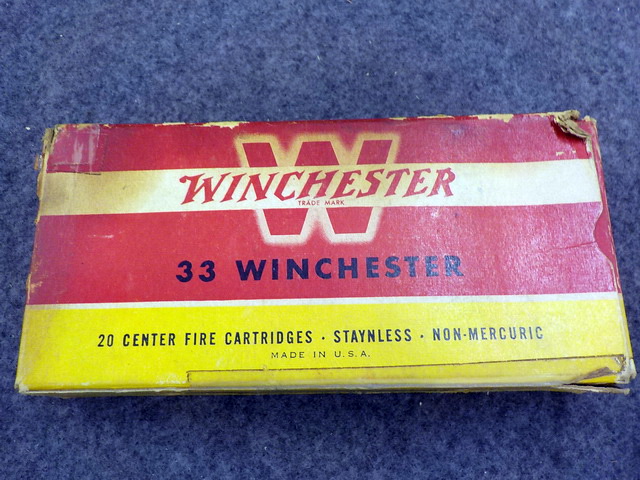 W
WINCHESTER
TRADE MARK
33 WINCHESTER
20 CENTER FIRE CARTRIDGES · STAYNLESS · NON-MERCURIC
MADE IN U.S.A.